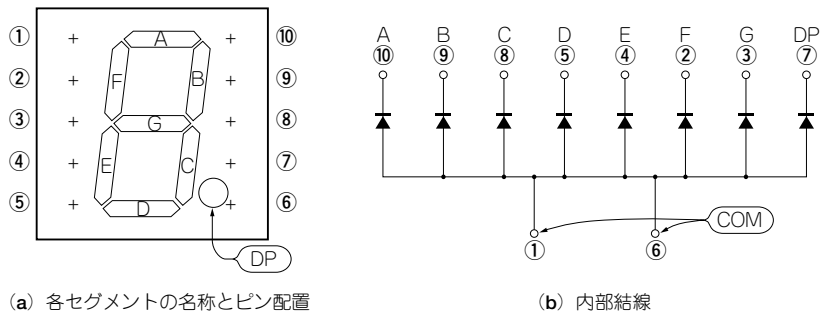 ① A ⑩
② F B ⑨
③ G ⑧
④ E C ⑦
⑤ D ⑥
DP
(a) 各セグメントの名称とピン配置
A B C D E F G DP
⑩ ⑨ ⑧ ⑤ ④ ② ③ ⑦
COM
① ⑥
(b) 内部結線